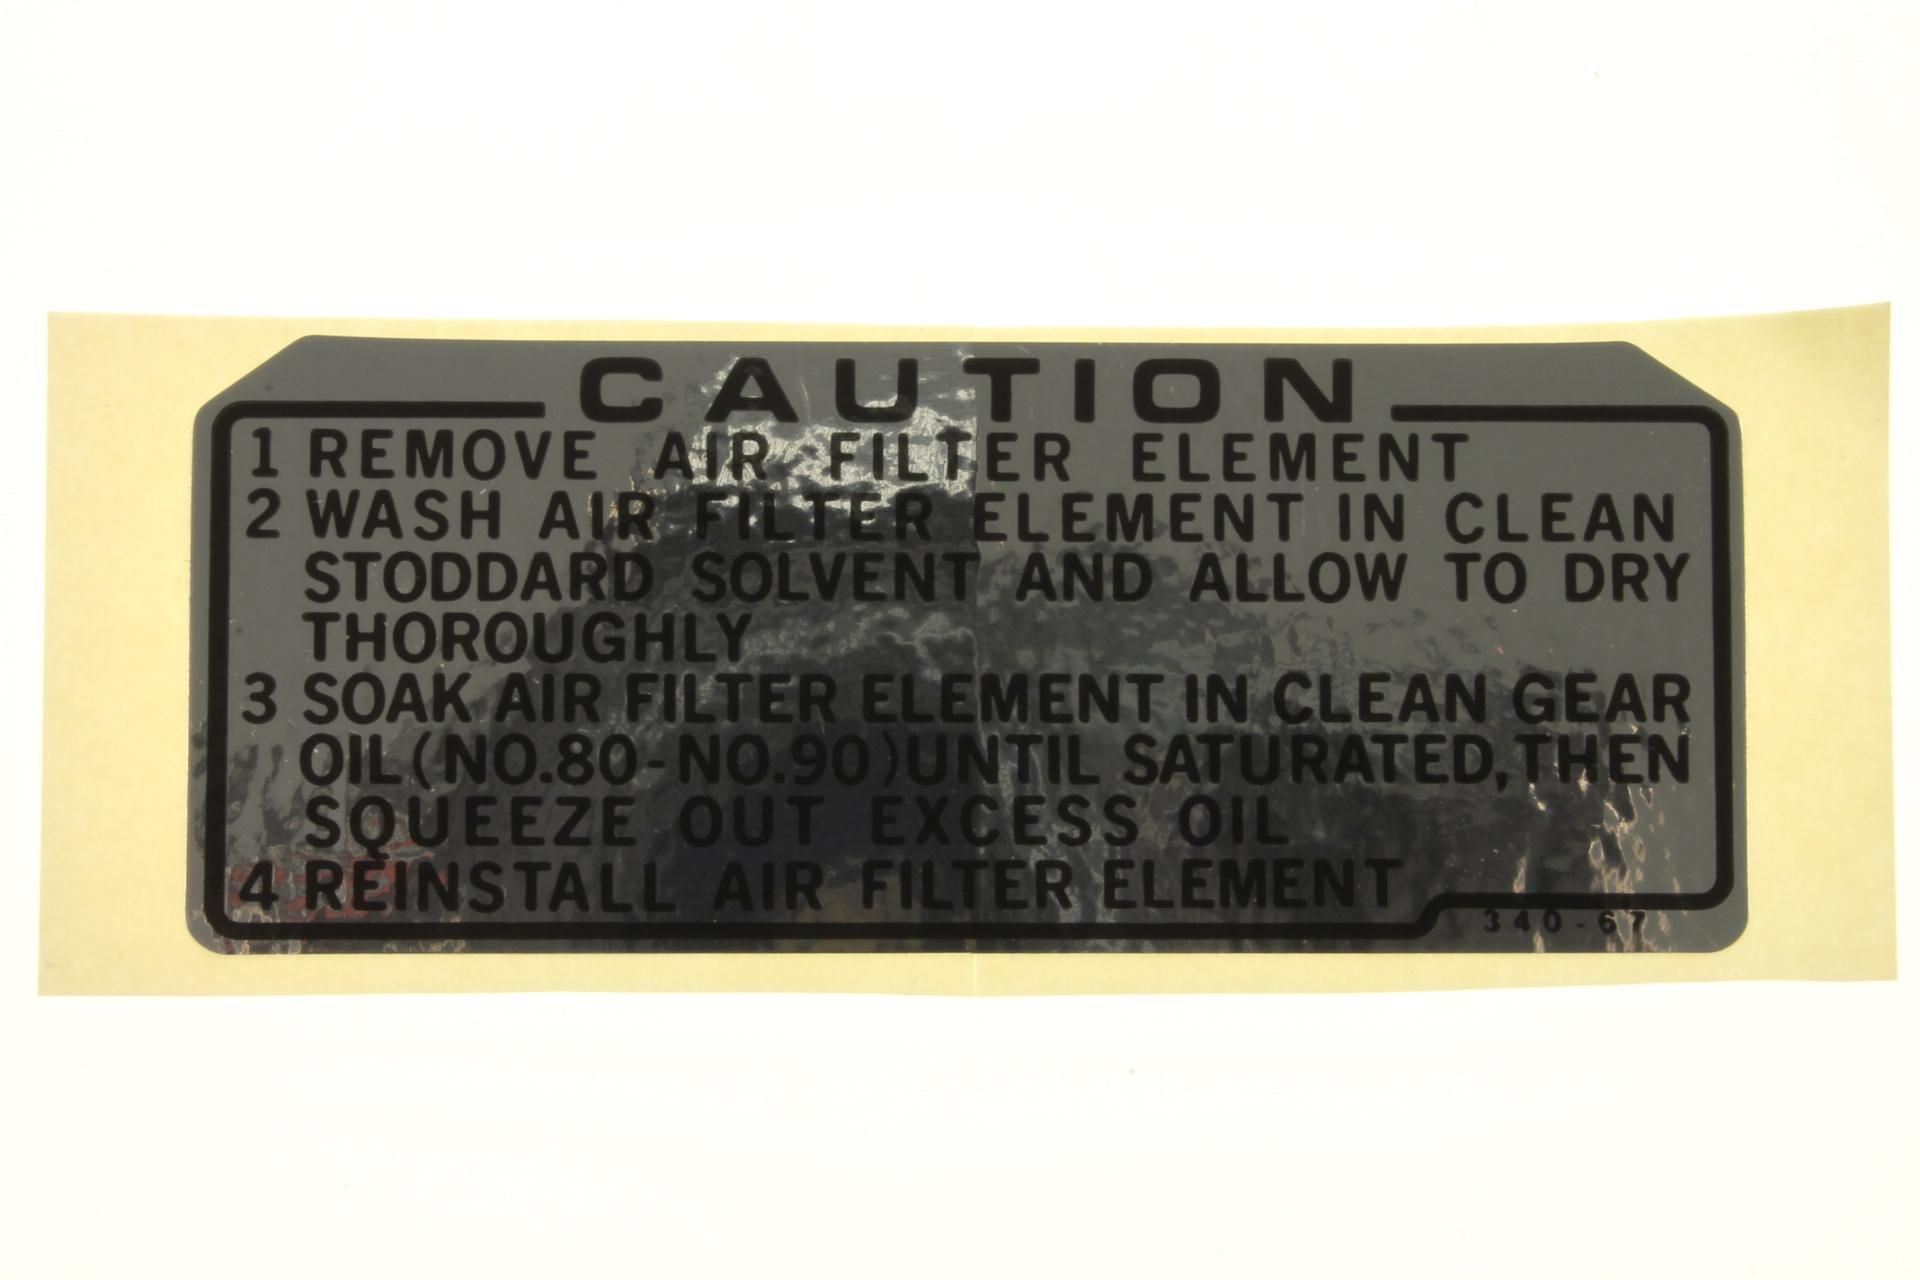 CAUTION
1 REMOVE AIR FILTER ELEMENT
2 WASH AIR FILTER ELEMENT IN CLEAN
STODDARD SOLVENT AND ALLOW TO DRY
THOROUGHLY
3 SOAK AIR FILTER ELEMENT IN CLEAN GEAR
OIL(NO.80-NO.90)UNTIL SATURATED,THEN
SQUEEZE OUT EXCESS OIL
4 REINSTALL AIR FILTER ELEMENT
340-67